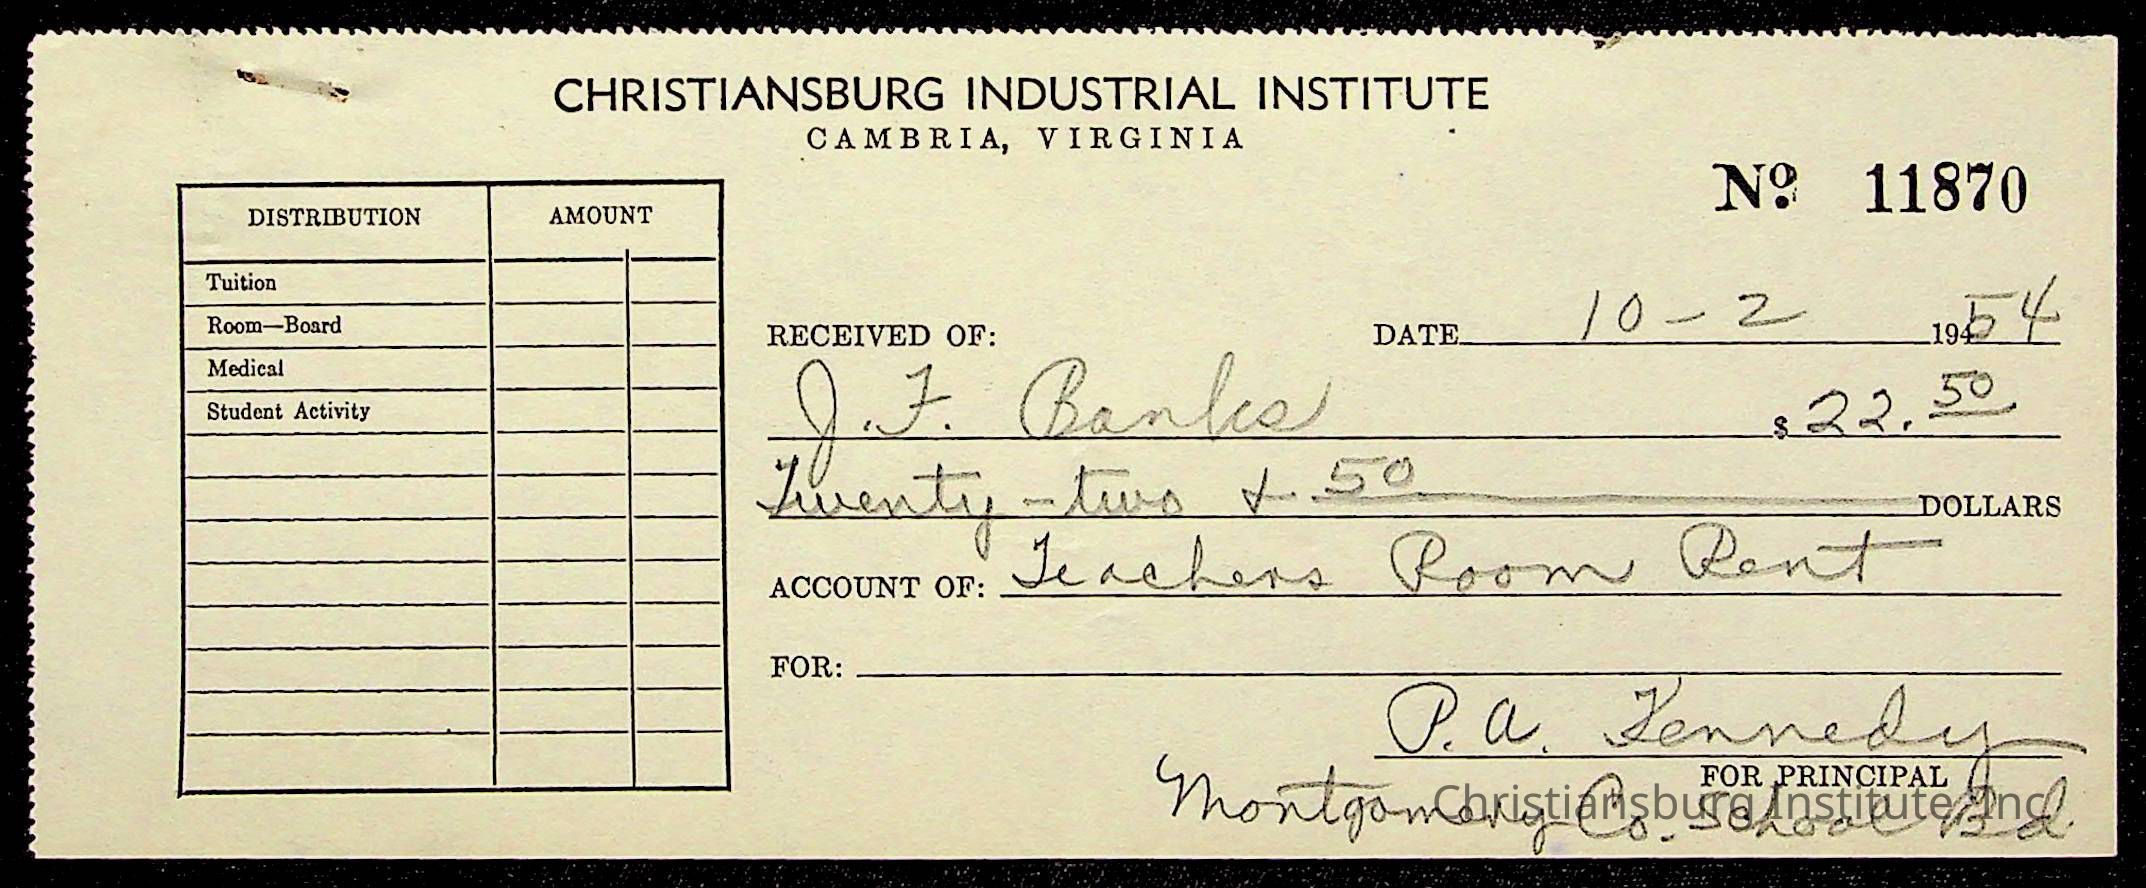 CHRISTIANSBURG INDUSTRIAL INSTITUTE
CAMBRIA, VIRGINIA
Nº 11870
DISTRIBUTION AMOUNT
Tuition
Room—Board
Medical
Student Activity
RECEIVED OF: DATE 10-2 19454
J. F. Banks $ 22.50
Twenty-two & 50 DOLLARS
ACCOUNT OF: Teachers Room Rent
FOR:
P. A. Kennedy
FOR PRINCIPAL
Montgomery Co. School Bd.
Christiansburg Institute, Inc.